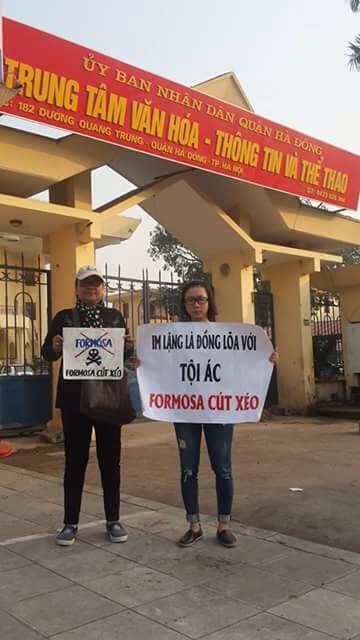 ỦY BAN NHÂN DÂN QUẬN HÀ ĐÔNG
TRUNG TÂM VĂN HÓA - THÔNG TIN VÀ THỂ THAO
182 DƯƠNG QUANG TRUNG - QUẬN HÀ ĐÔNG - TP. HÀ NỘI
FORMOSA
FORMOSA CÚT XÉO
IM LẶNG LÀ ĐỒNG LÕA VỚI
TỘI ÁC
FORMOSA CÚT XÉO